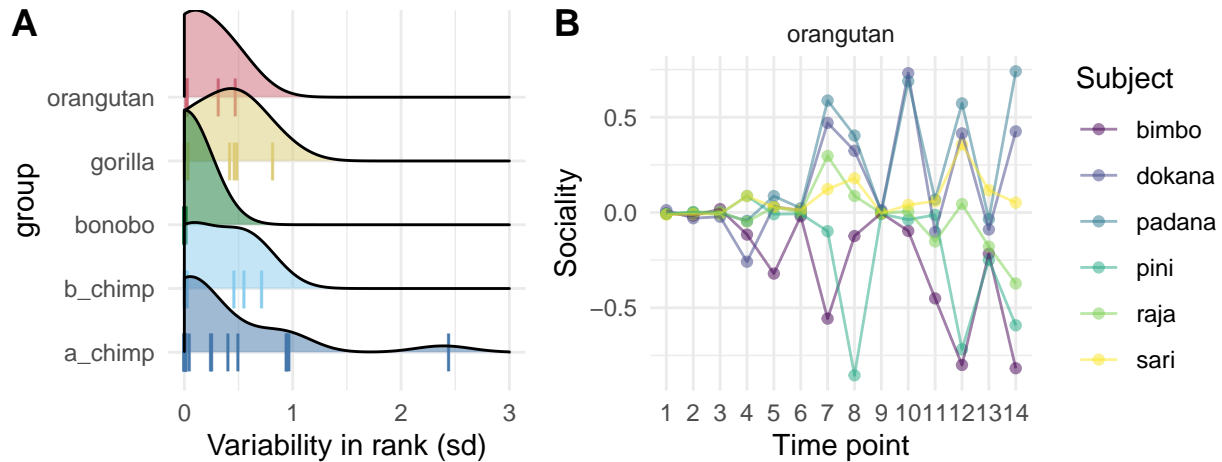 A
group
orangutan
gorilla
bonobo
b_chimp
a_chimp
0 1 2 3
Variability in rank (sd)
B
orangutan
Sociality
0.5
0.0
−0.5
1 2 3 4 5 6 7 8 9 10 11 12 13 14
Time point
Subject
bimbo
dokana
padana
pini
raja
sari